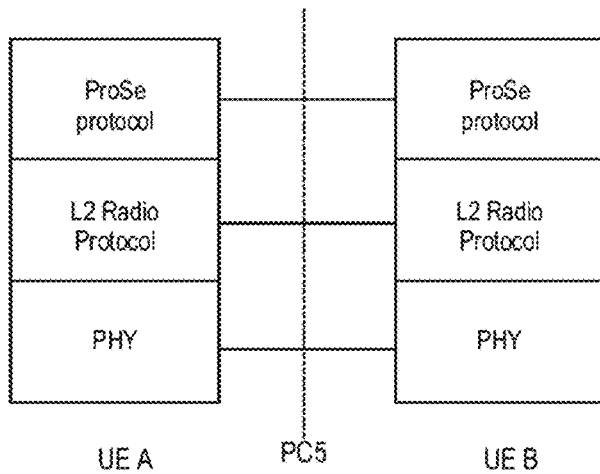 ProSe
protocol
ProSe
protocol
L2 Radio
Protocol
L2 Radio
Protocol
PHY
PHY
UE A
PC5
UE B